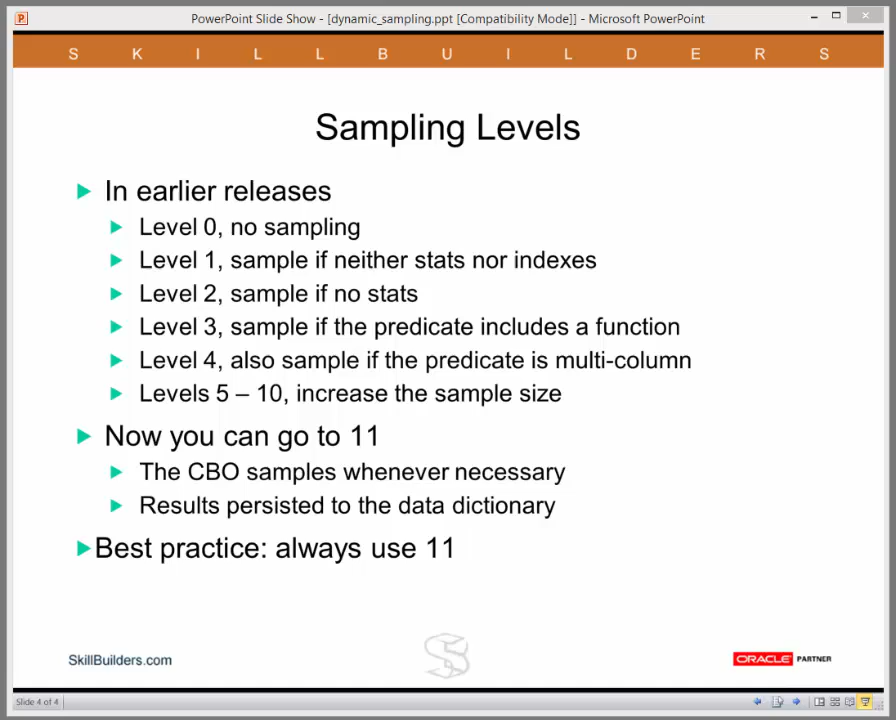 PowerPoint Slide Show - [dynamic_sampling.ppt [Compatibility Mode]] - Microsoft PowerPoint
S K I L L B U I L D E R S
Sampling Levels
In earlier releases
Level 0, no sampling
Level 1, sample if neither stats nor indexes
Level 2, sample if no stats
Level 3, sample if the predicate includes a function
Level 4, also sample if the predicate is multi-column
Levels 5 – 10, increase the sample size
Now you can go to 11
The CBO samples whenever necessary
Results persisted to the data dictionary
Best practice: always use 11
SkillBuilders.com
ORACLE PARTNER
Slide 4 of 4